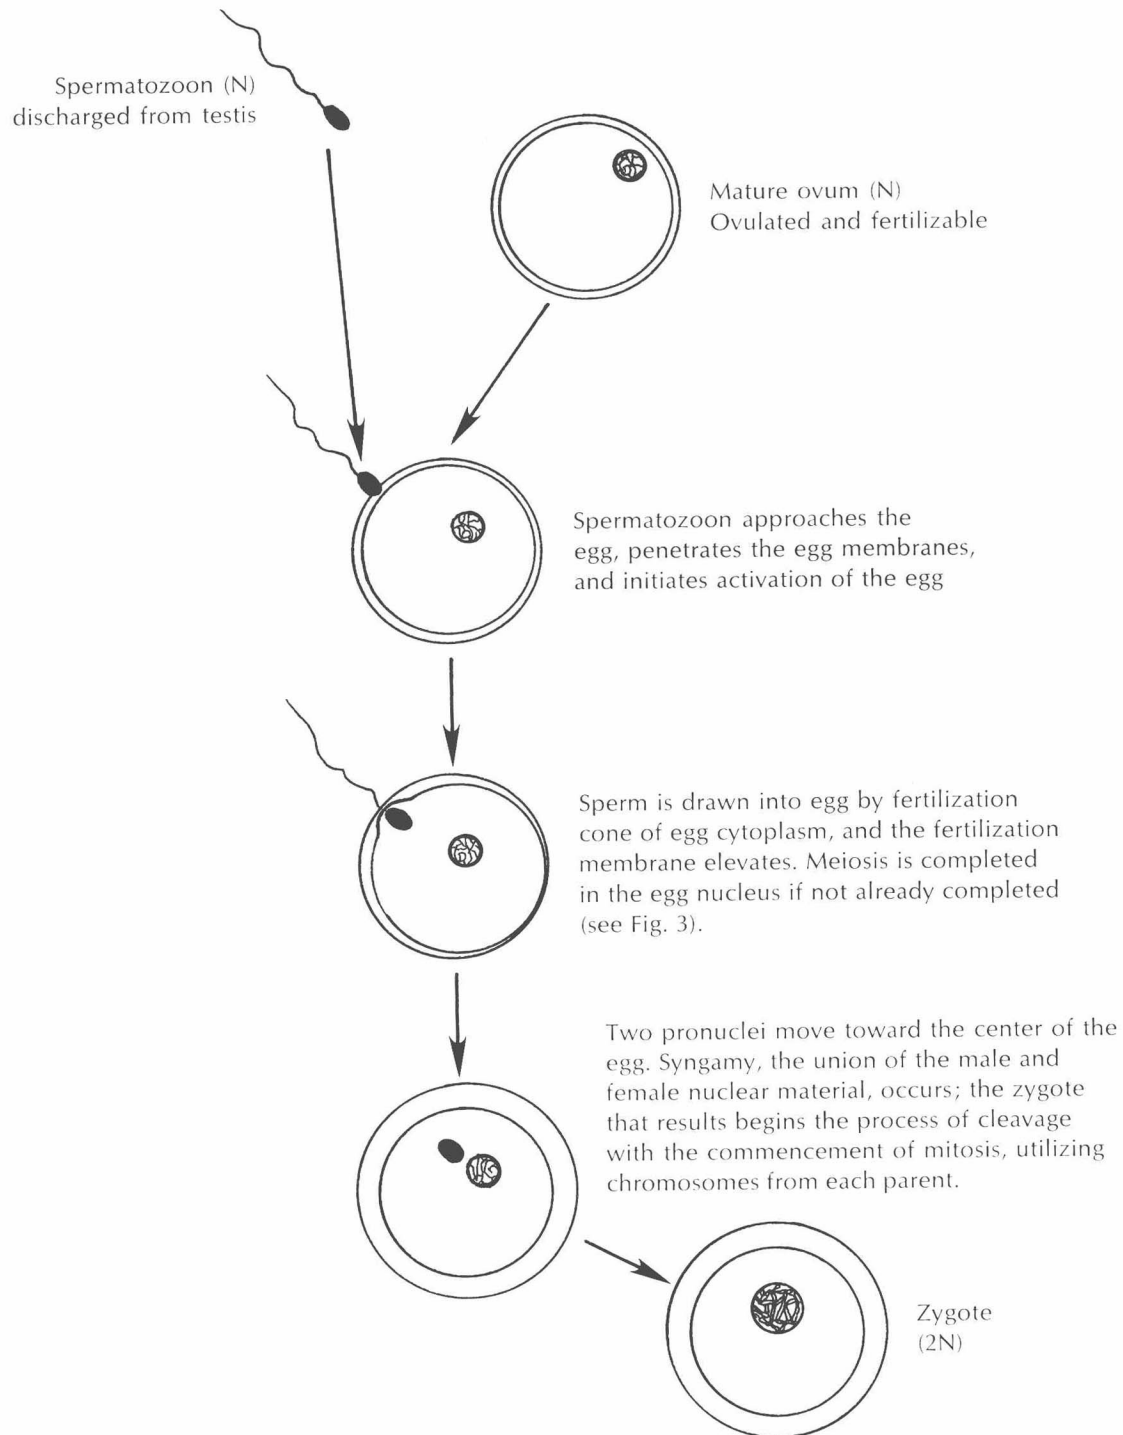 Spermatozoon (N)
discharged from testis
Mature ovum (N)
Ovulated and fertilizable
Spermatozoon approaches the
egg, penetrates the egg membranes,
and initiates activation of the egg
Sperm is drawn into egg by fertilization
cone of egg cytoplasm, and the fertilization
membrane elevates. Meiosis is completed
in the egg nucleus if not already completed
(see Fig. 3).
Two pronuclei move toward the center of the
egg. Syngamy, the union of the male and
female nuclear material, occurs; the zygote
that results begins the process of cleavage
with the commencement of mitosis, utilizing
chromosomes from each parent.
Zygote
(2N)